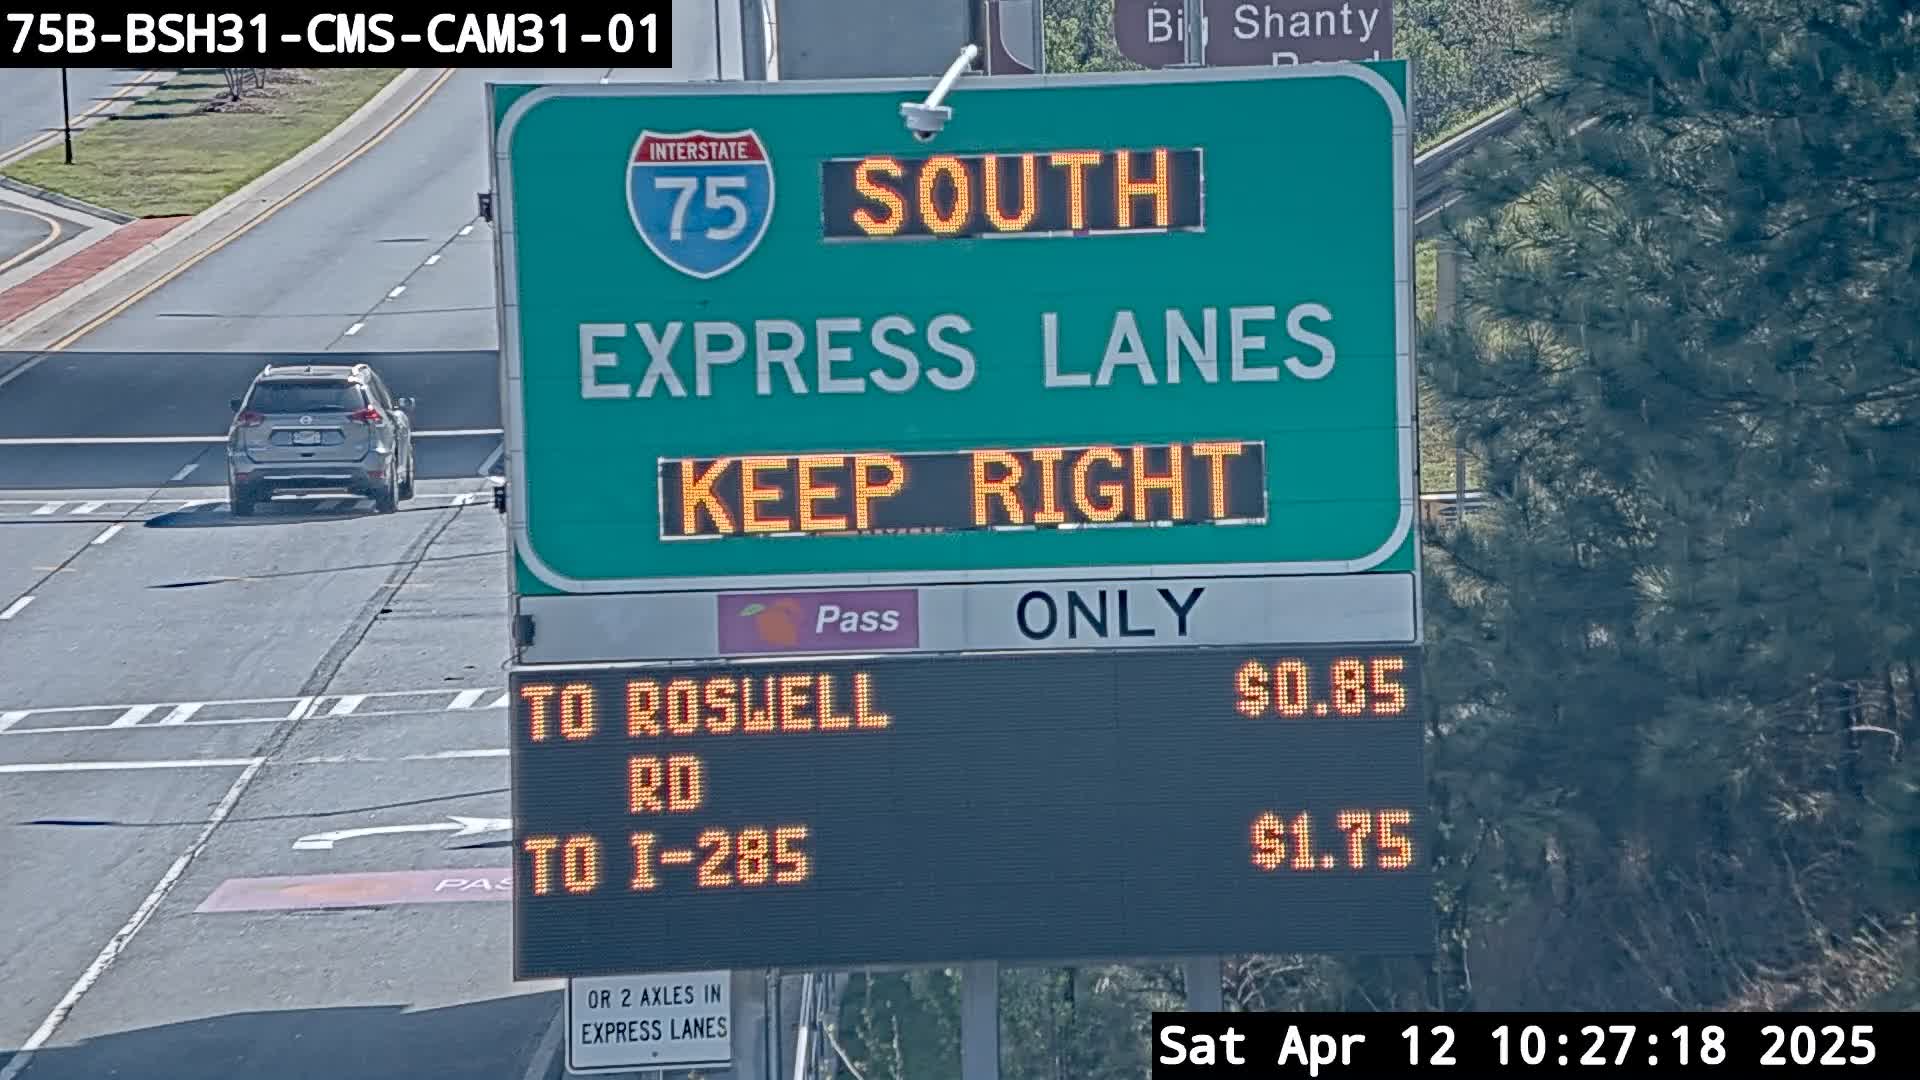 75B-BSH31-CMS-CAM31-01
Big Shanty
Road
INTERSTATE
75
SOUTH
EXPRESS LANES
KEEP RIGHT
Pass
ONLY
TO ROSWELL $0.85
RD
TO I-285 $1.75
PAS
OR 2 AXLES IN
EXPRESS LANES
Sat Apr 12 10:27:18 2025